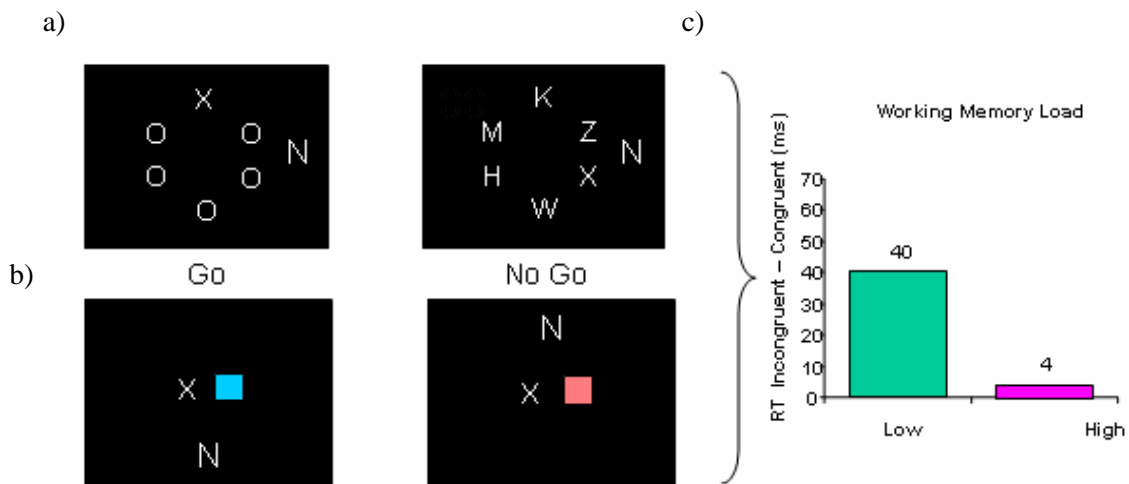 a)
X
O O
N
O O
O
K
M Z
N
H X
W
b)
Go
No Go
X
N
N
X
c)
Working Memory Load
RT Incongruent – Congruent (ms)
70
60
50
40
30
20
10
0
40
4
Low High